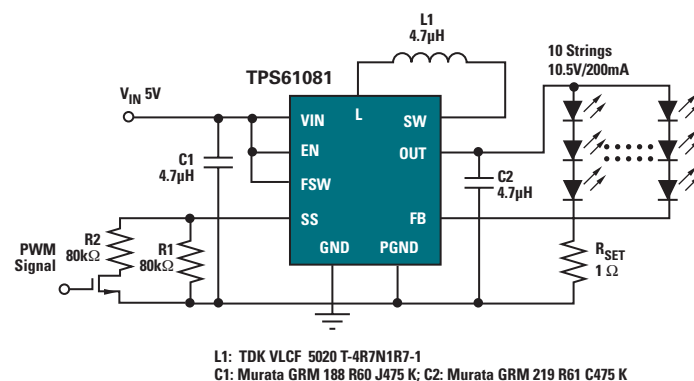 L1
4.7µH
10 Strings
10.5V/200mA
TPS61081
VIN 5V
VIN
L
SW
EN
OUT
C1
4.7µH
FSW
C2
4.7µH
SS
FB
PWM
Signal
R2
80kΩ
R1
80kΩ
GND
PGND
RSET
1 Ω
L1: TDK VLCF 5020 T-4R7N1R7-1
C1: Murata GRM 188 R60 J475 K; C2: Murata GRM 219 R61 C475 K